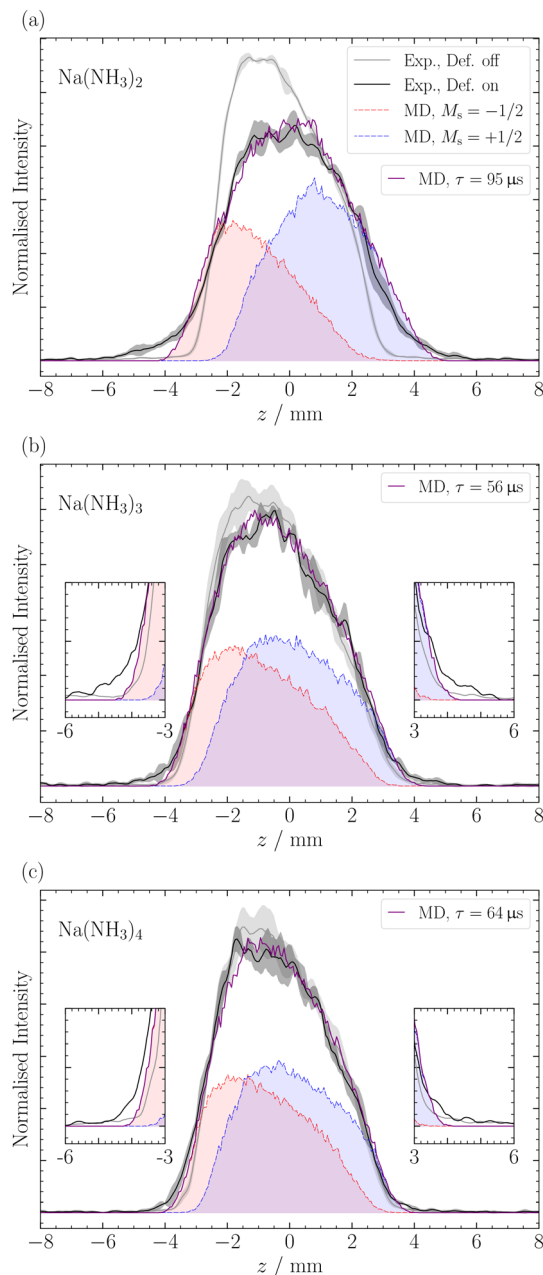 (a)
Na(NH₃)₂
Exp., Def. off
Exp., Def. on
MD, Mₛ = −1/2
MD, Mₛ = +1/2
MD, τ = 95 µs
Normalised Intensity
−8 −6 −4 −2 0 2 4 6 8
z / mm
(b)
Na(NH₃)₃
MD, τ = 56 µs
Normalised Intensity
-6 -3
3 6
−8 −6 −4 −2 0 2 4 6 8
z / mm
(c)
Na(NH₃)₄
MD, τ = 64 µs
Normalised Intensity
-6 -3
3 6
−8 −6 −4 −2 0 2 4 6 8
z / mm